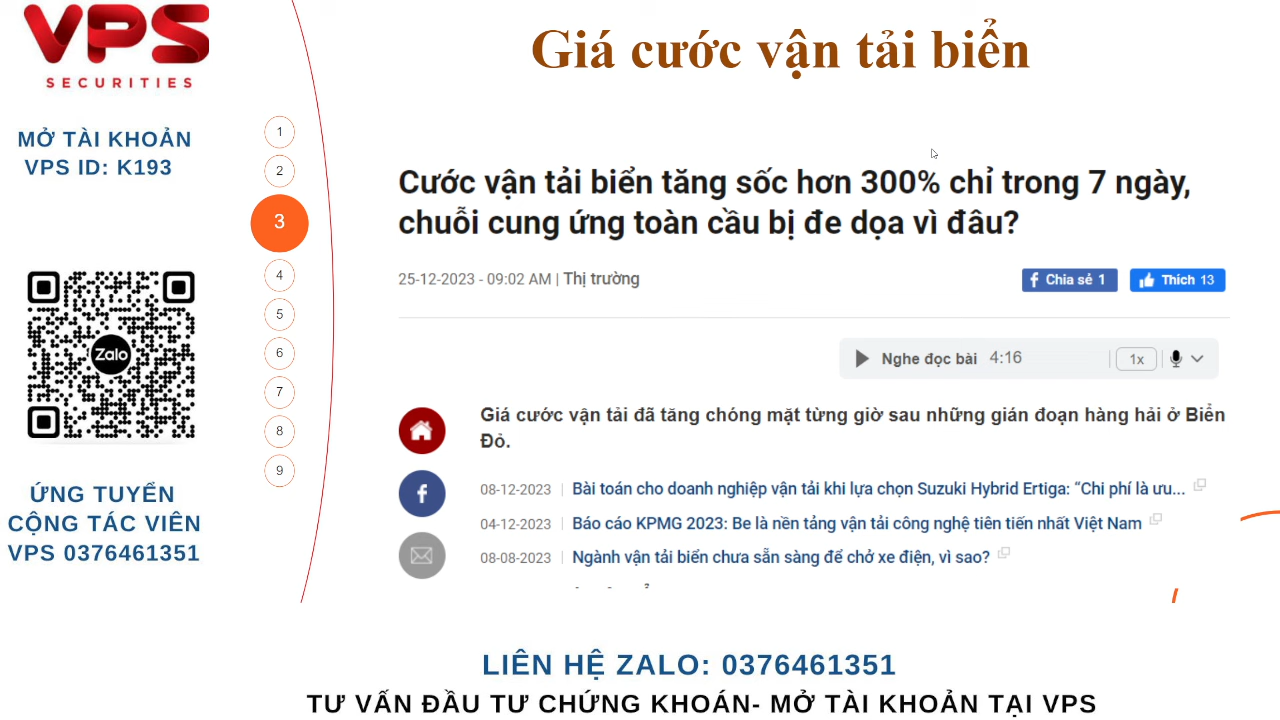 VPS
SECURITIES
MỞ TÀI KHOẢN
VPS ID: K193
Zalo
ỨNG TUYỂN
CỘNG TÁC VIÊN
VPS 0376461351
1
2
3
4
5
6
7
8
9
Giá cước vận tải biển
Cước vận tải biển tăng sốc hơn 300% chỉ trong 7 ngày,
chuỗi cung ứng toàn cầu bị đe dọa vì đâu?
25-12-2023 - 09:02 AM | Thị trường
Chia sẻ 1
Thích 13
Nghe đọc bài 4:16 1x
Giá cước vận tải đã tăng chóng mặt từng giờ sau những gián đoạn hàng hải ở Biển
Đỏ.
08-12-2023 Bài toán cho doanh nghiệp vận tải khi lựa chọn Suzuki Hybrid Ertiga: “Chi phí là ưu...
04-12-2023 Báo cáo KPMG 2023: Be là nền tảng vận tải công nghệ tiên tiến nhất Việt Nam
08-08-2023 Ngành vận tải biển chưa sẵn sàng để chở xe điện, vì sao?
LIÊN HỆ ZALO: 0376461351
TƯ VẤN ĐẦU TƯ CHỨNG KHOÁN- MỞ TÀI KHOẢN TẠI VPS